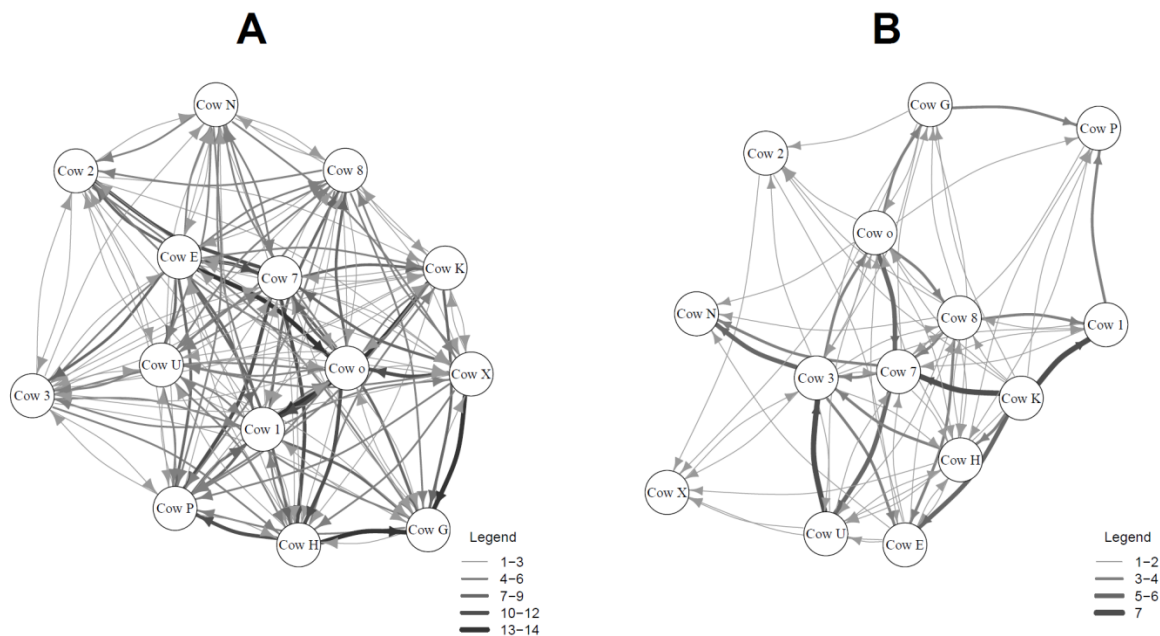 A
Cow N
Cow 2
Cow 8
Cow E
Cow 7
Cow K
Cow U
Cow o
Cow X
Cow 3
Cow 1
Cow P
Cow H
Cow G
Legend
1−3
4−6
7−9
10−12
13−14
B
Cow G
Cow P
Cow 2
Cow o
Cow N
Cow 8
Cow 1
Cow 3
Cow 7
Cow K
Cow H
Cow X
Cow U
Cow E
Legend
1−2
3−4
5−6
7